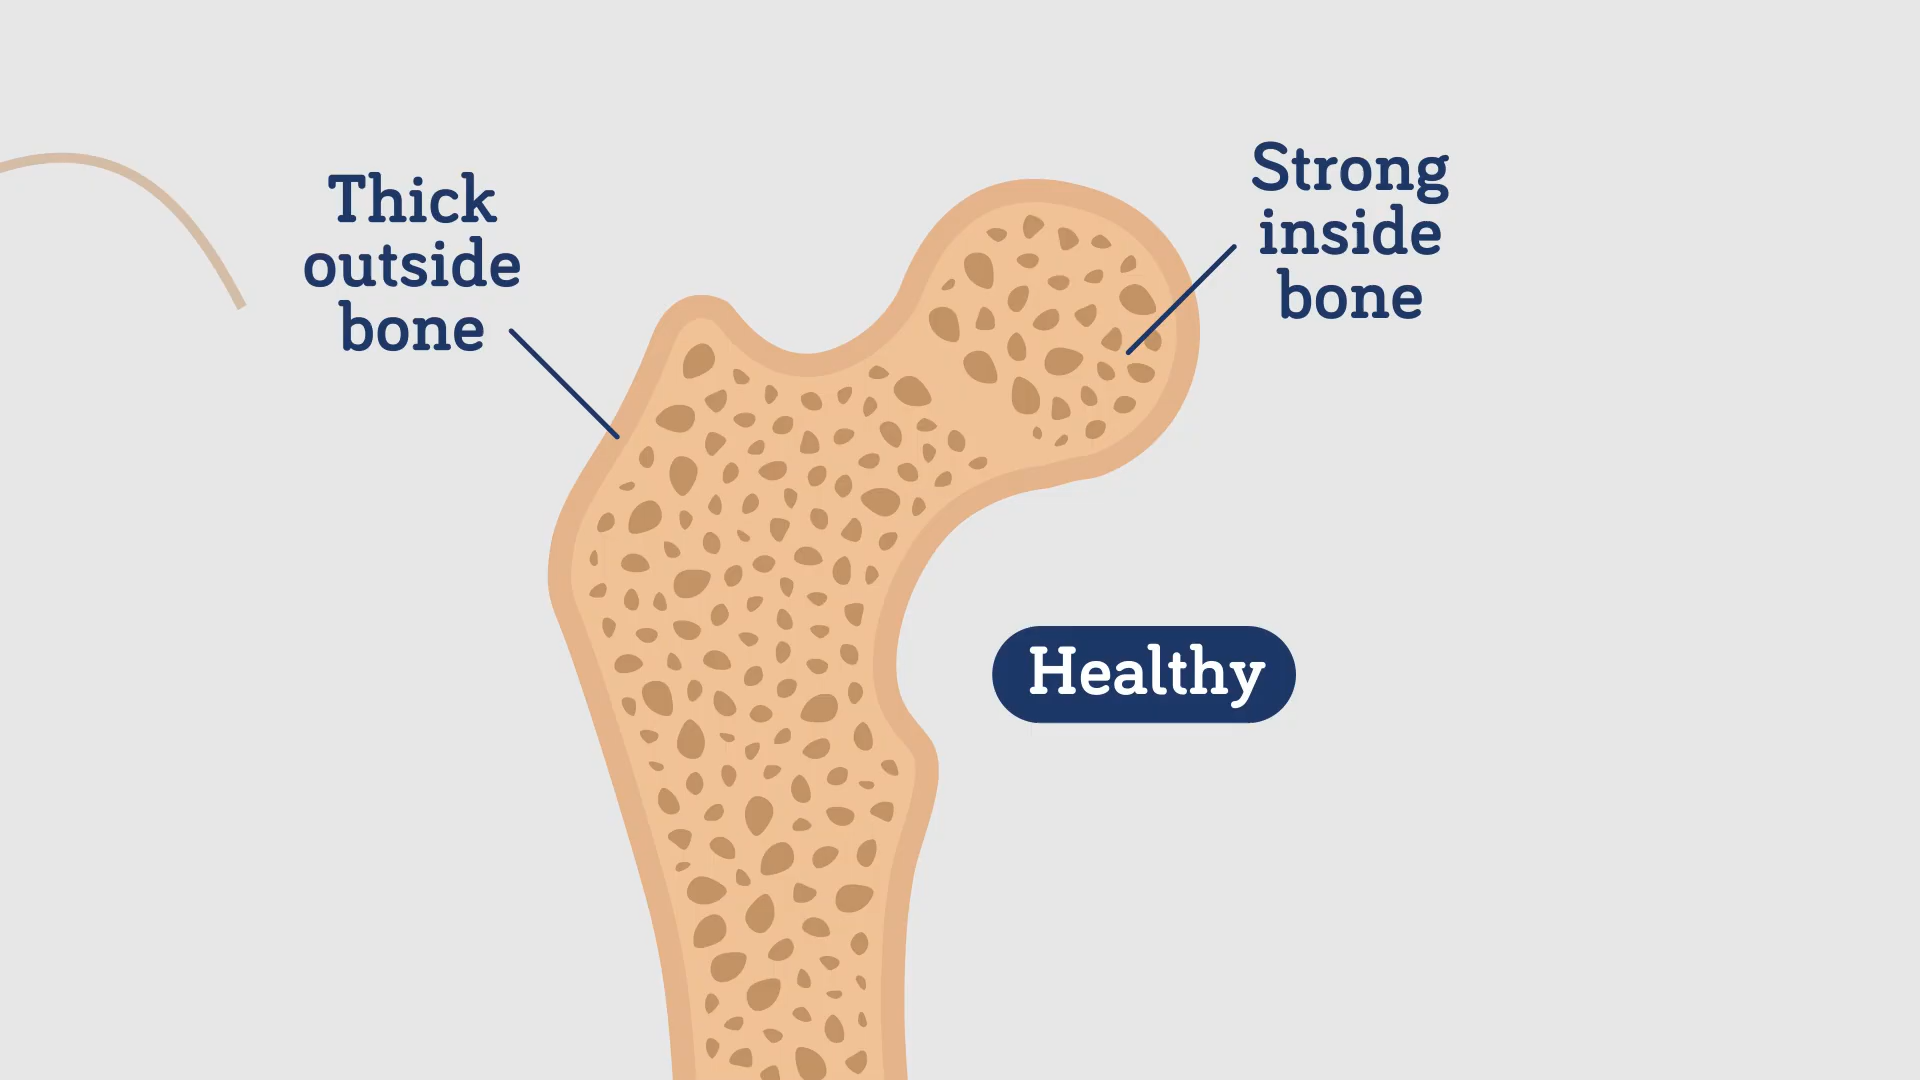 Thick
outside
bone
Strong
inside
bone
Healthy